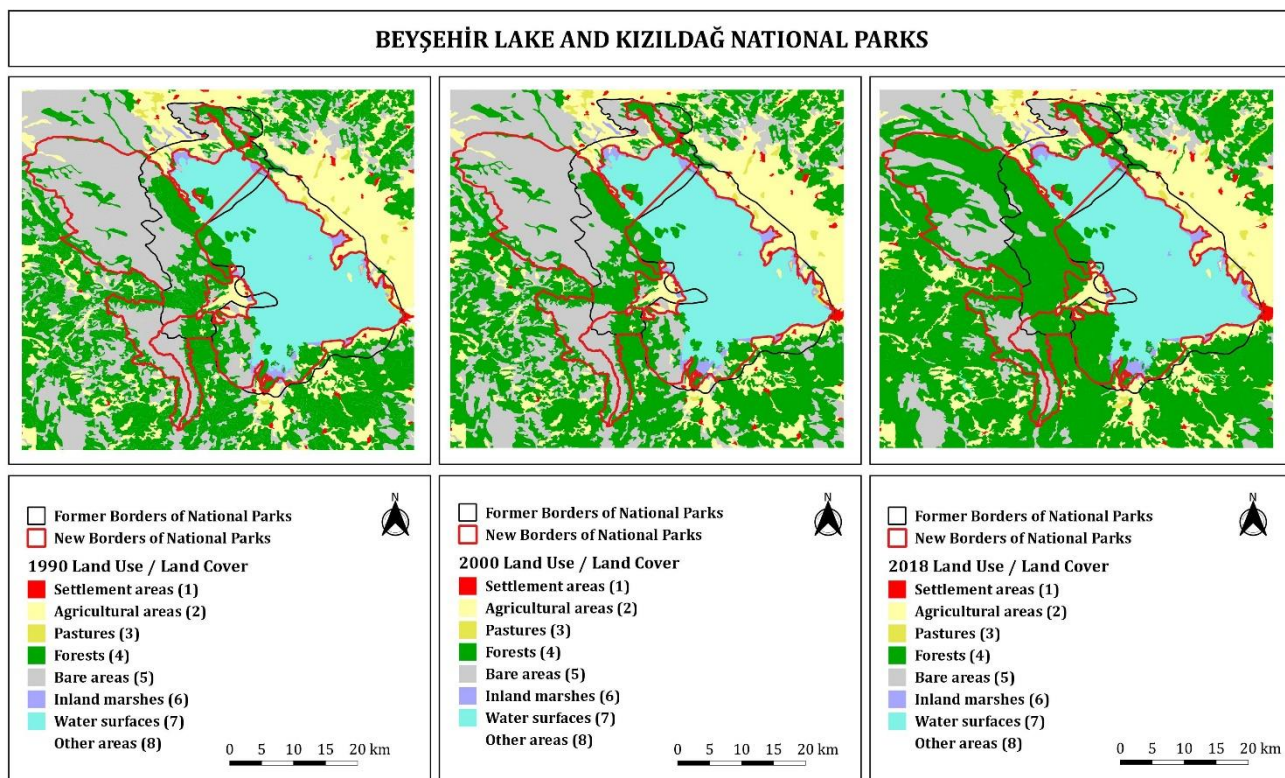 BEYŞEHİR LAKE AND KIZILDAĞ NATIONAL PARKS
Former Borders of National Parks
New Borders of National Parks
N
1990 Land Use / Land Cover
Settlement areas (1)
Agricultural areas (2)
Pastures (3)
Forests (4)
Bare areas (5)
Inland marshes (6)
Water surfaces (7)
Other areas (8)
0 5 10 15 20 km
Former Borders of National Parks
New Borders of National Parks
N
2000 Land Use / Land Cover
Settlement areas (1)
Agricultural areas (2)
Pastures (3)
Forests (4)
Bare areas (5)
Inland marshes (6)
Water surfaces (7)
Other areas (8)
0 5 10 15 20 km
Former Borders of National Parks
New Borders of National Parks
N
2018 Land Use / Land Cover
Settlement areas (1)
Agricultural areas (2)
Pastures (3)
Forests (4)
Bare areas (5)
Inland marshes (6)
Water surfaces (7)
Other areas (8)
0 5 10 15 20 km